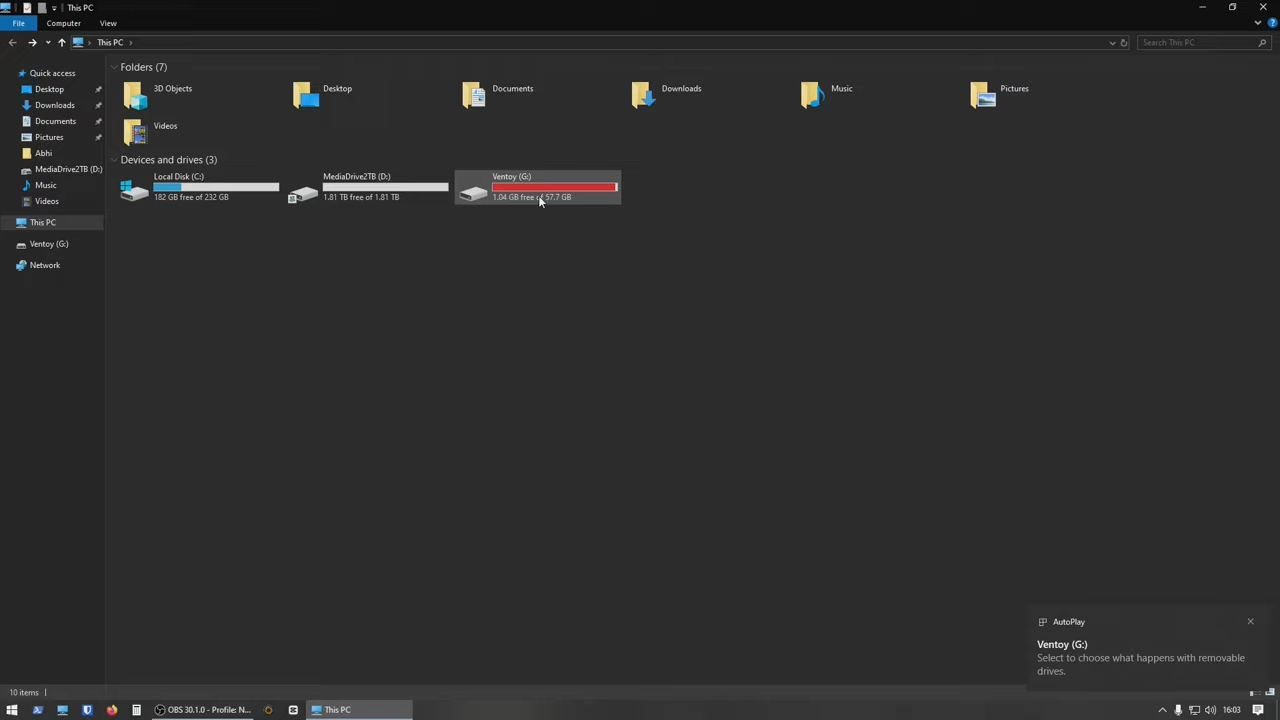 This PC
File
Computer
View
This PC
Search This PC
Quick access
Desktop
Downloads
Documents
Pictures
Abhi
MediaDrive2TB (D:)
Music
Videos
This PC
Ventoy (G:)
Network
Folders (7)
3D Objects
Desktop
Documents
Downloads
Music
Pictures
Videos
Devices and drives (3)
Local Disk (C:)
182 GB free of 232 GB
MediaDrive2TB (D:)
1.81 TB free of 1.81 TB
Ventoy (G:)
1.04 GB free of 57.7 GB
AutoPlay
Ventoy (G:)
Select to choose what happens with removable
drives.
10 items
OBS 30.1.0 - Profile: N...
This PC
16:03